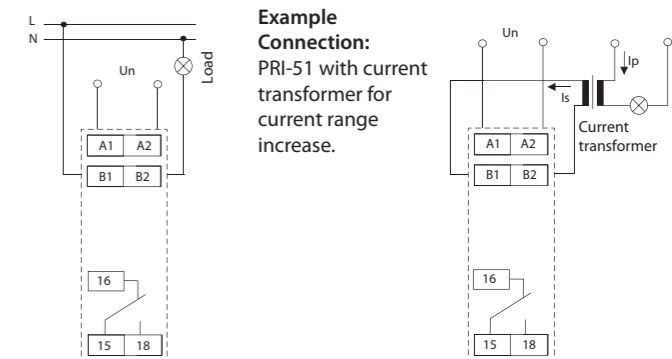 L
N
Un
Load
A1 A2
B1 B2
16
15 18
Example
Connection:
PRI-51 with current
transformer for
current range
increase.
Un
Ip
Is
Current
transformer
A1 A2
B1 B2
16
15 18